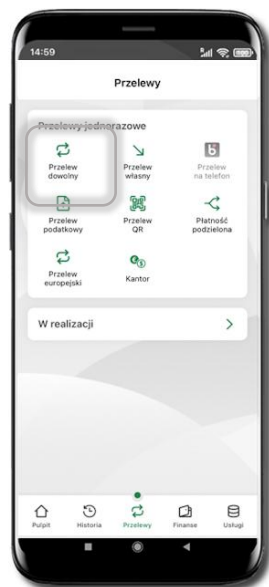 14:59
Przelewy
Przelewy jednorazowe
Przelew
dowolny
Przelew
własny
Przelew
na telefon
Przelew
podatkowy
Przelew
QR
Płatność
podzielona
Przelew
europejski
Kantor
W realizacji
Pulpit
Historia
Przelewy
Finanse
Usługi